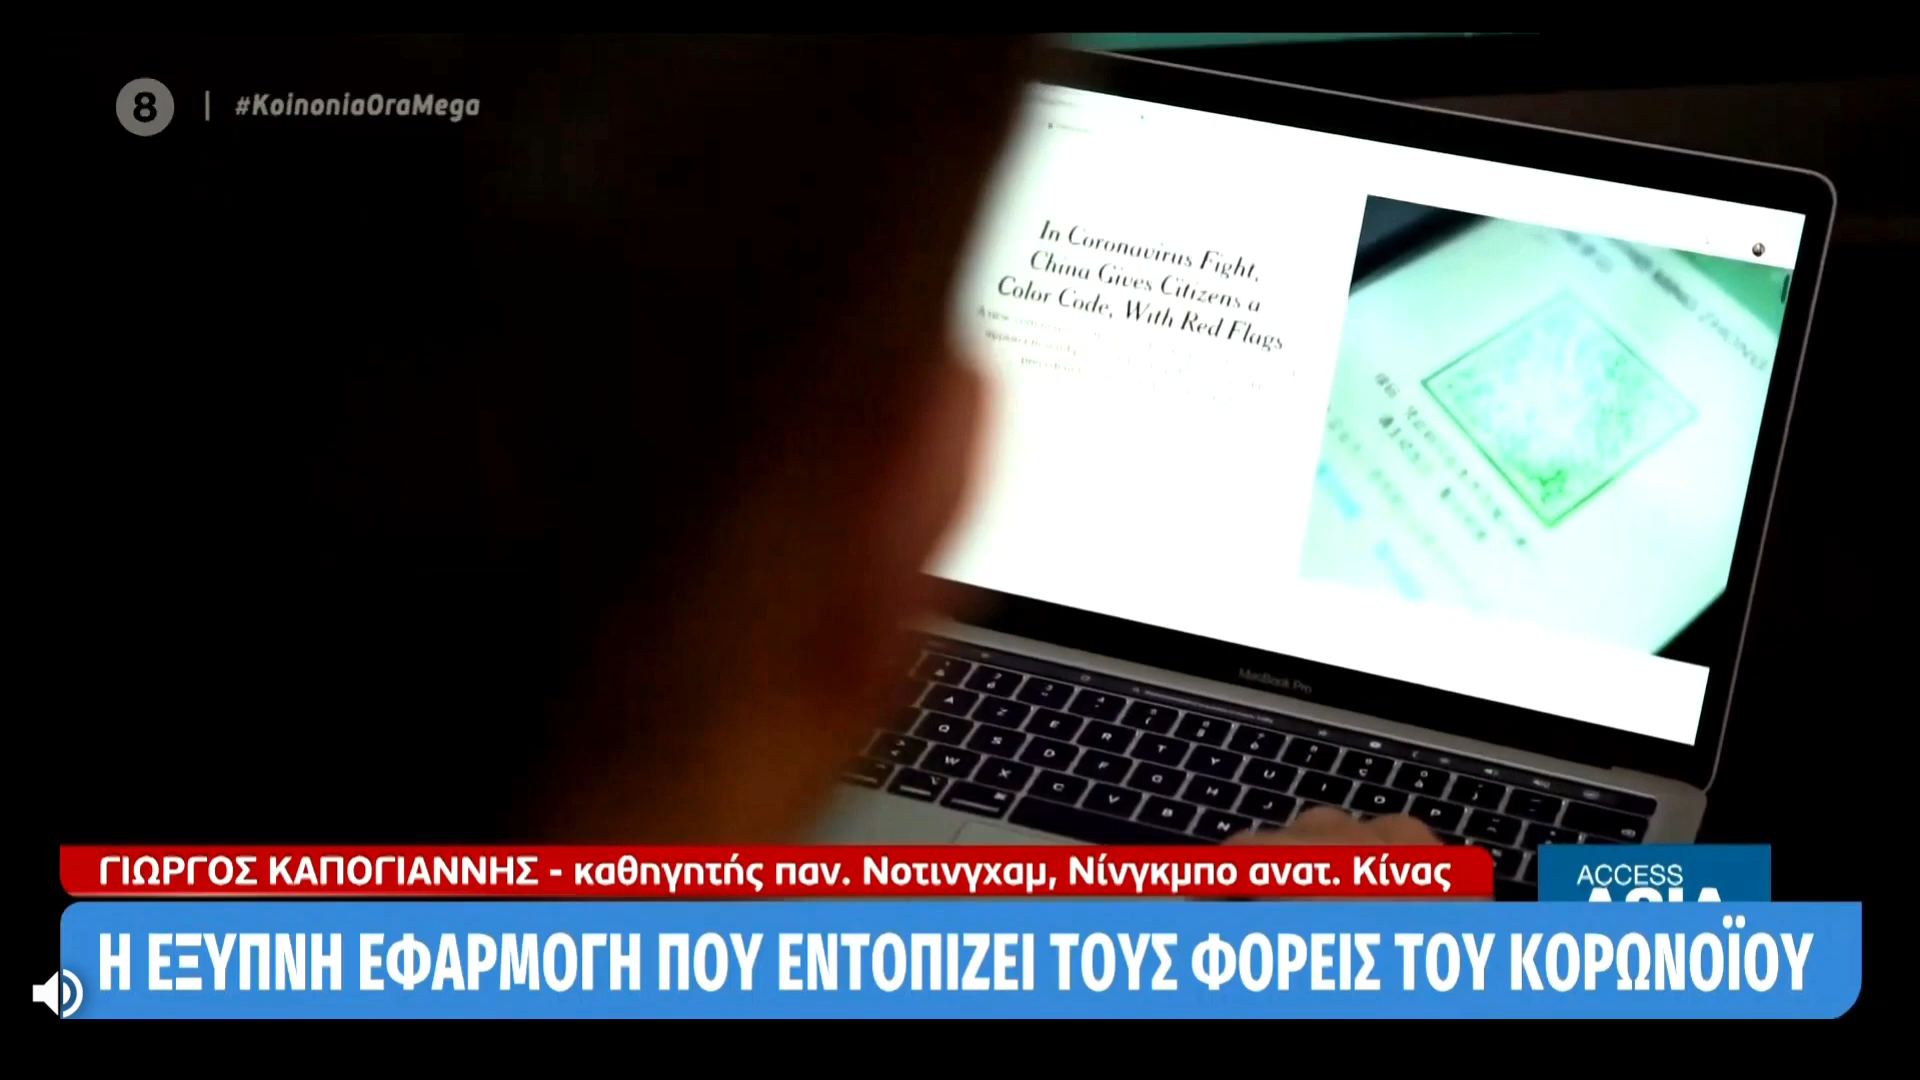 8 | #KoinoniaOraMega
In Coronavirus Fight,
China Gives Citizens a
Color Code, With Red Flags
MacBook Pro
ΓΙΩΡΓΟΣ ΚΑΠΟΓΙΑΝΝΗΣ - καθηγητής παν. Νοτινγχαμ, Νίνγκμπο ανατ. Κίνας
ACCESS
ASIA
Η ΕΞΥΠΝΗ ΕΦΑΡΜΟΓΗ ΠΟΥ ΕΝΤΟΠΙΖΕΙ ΤΟΥΣ ΦΟΡΕΙΣ ΤΟΥ ΚΟΡΩΝΟΪΟΥ